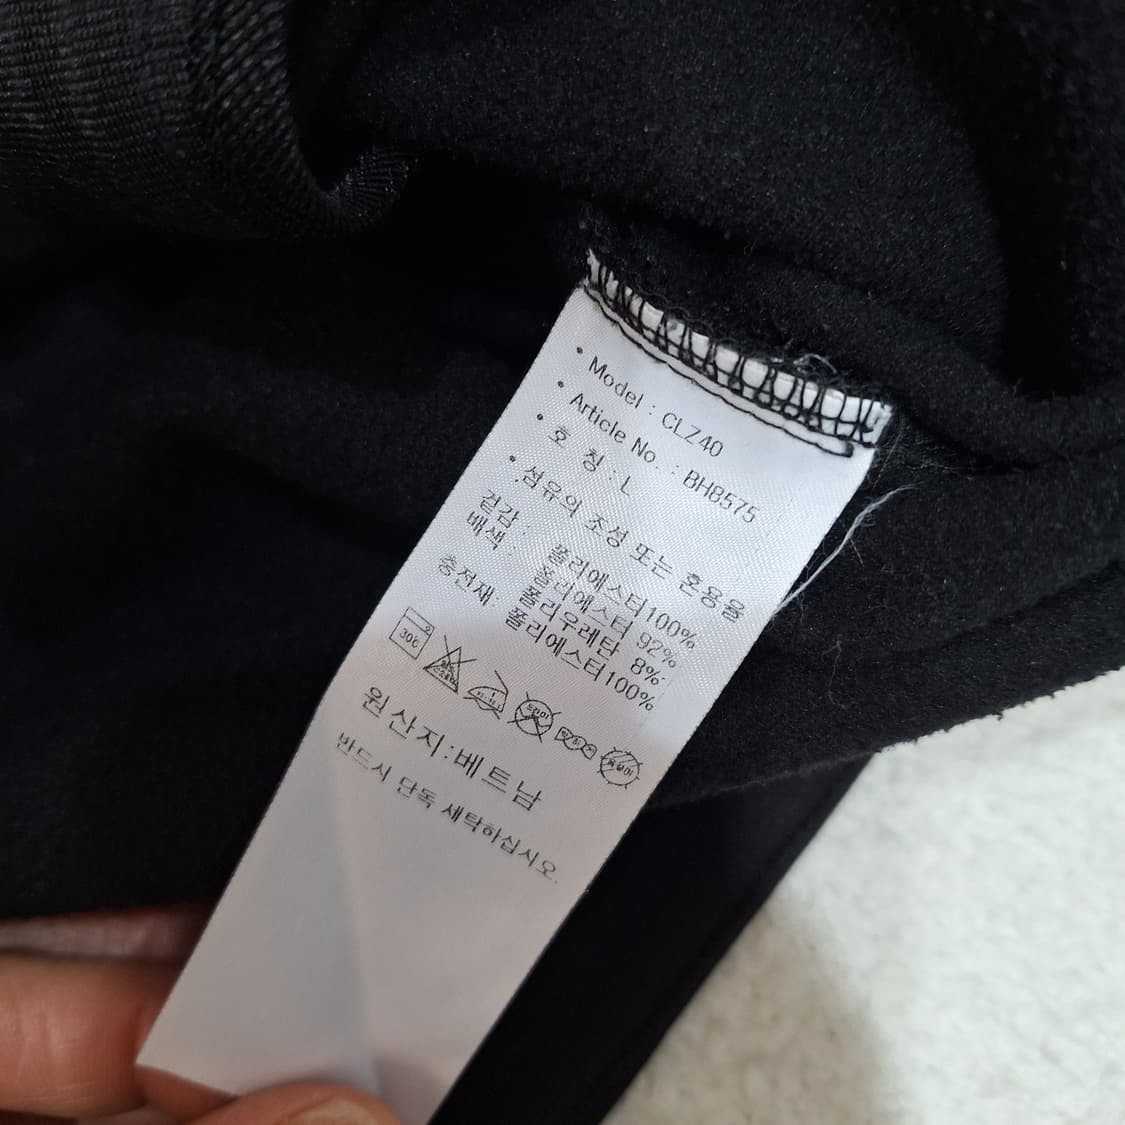 • Model : CLZ40
• Article No. : BH8575
• 호 칭 : L
• 섬유의 조성 또는 혼용율
겉감 : 폴리에스터100%
배색 : 폴리에스터 92%
폴리우레탄 8%
충전재: 폴리에스터100%
30℃
원산지:베트남
반드시 단독 세탁하십시오.